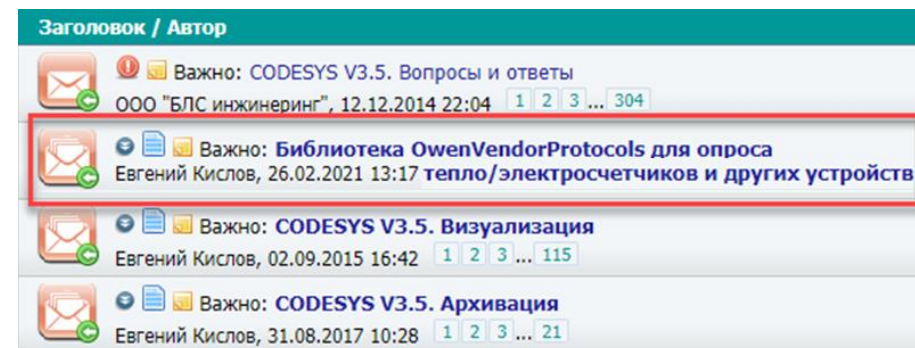 Заголовок / Автор
Важно: CODESYS V3.5. Вопросы и ответы
ООО "БЛС инжинеринг", 12.12.2014 22:04 1 2 3 ... 304
Важно: Библиотека OwenVendorProtocols для опроса
Евгений Кислов, 26.02.2021 13:17 тепло/электросчетчиков и других устройств
Важно: CODESYS V3.5. Визуализация
Евгений Кислов, 02.09.2015 16:42 1 2 3 ... 115
Важно: CODESYS V3.5. Архивация
Евгений Кислов, 31.08.2017 10:28 1 2 3 ... 21